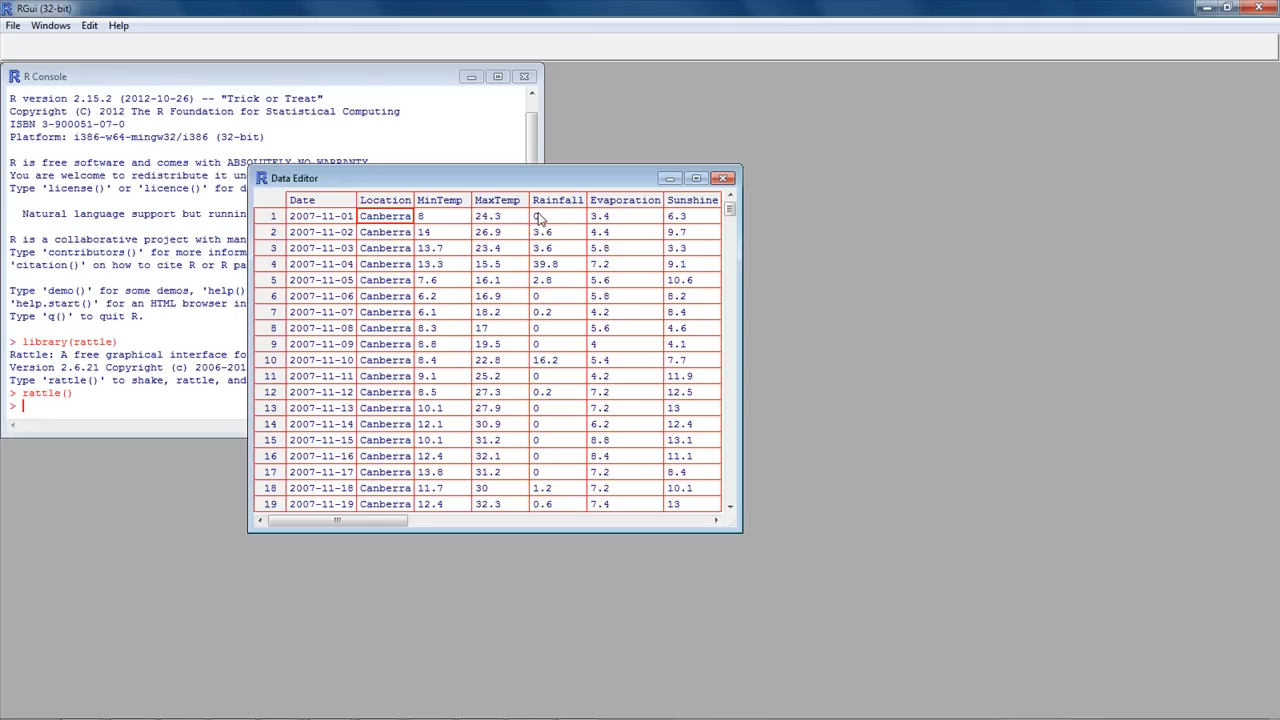 RGui (32-bit)
File Windows Edit Help
R Console
R version 2.15.2 (2012-10-26) -- "Trick or Treat"
Copyright (C) 2012 The R Foundation for Statistical Computing
ISBN 3-900051-07-0
Platform: i386-w64-mingw32/i386 (32-bit)
R is free software and comes with ABSOLUTELY NO WARRANTY
You are welcome to redistribute it un
Type 'license()' or 'licence()' for d
Natural language support but runnin
R is a collaborative project with man
Type 'contributors()' for more infor
'citation()' on how to cite R or R pa
Type 'demo()' for some demos, 'help()
'help.start()' for an HTML browser in
Type 'q()' to quit R.
> library(rattle)
Rattle: A free graphical interface fo
Version 2.6.21 Copyright (c) 2006-201
Type 'rattle()' to shake, rattle, and
> rattle()
>
Data Editor
Date Location MinTemp MaxTemp Rainfall Evaporation Sunshine
1 2007-11-01 Canberra 8 24.3 0 3.4 6.3
2 2007-11-02 Canberra 14 26.9 3.6 4.4 9.7
3 2007-11-03 Canberra 13.7 23.4 3.6 5.8 3.3
4 2007-11-04 Canberra 13.3 15.5 39.8 7.2 9.1
5 2007-11-05 Canberra 7.6 16.1 2.8 5.6 10.6
6 2007-11-06 Canberra 6.2 16.9 0 5.8 8.2
7 2007-11-07 Canberra 6.1 18.2 0.2 4.2 8.4
8 2007-11-08 Canberra 8.3 17 0 5.6 4.6
9 2007-11-09 Canberra 8.8 19.5 0 4 4.1
10 2007-11-10 Canberra 8.4 22.8 16.2 5.4 7.7
11 2007-11-11 Canberra 9.1 25.2 0 4.2 11.9
12 2007-11-12 Canberra 8.5 27.3 0.2 7.2 12.5
13 2007-11-13 Canberra 10.1 27.9 0 7.2 13
14 2007-11-14 Canberra 12.1 30.9 0 6.2 12.4
15 2007-11-15 Canberra 10.1 31.2 0 8.8 13.1
16 2007-11-16 Canberra 12.4 32.1 0 8.4 11.1
17 2007-11-17 Canberra 13.8 31.2 0 7.2 8.4
18 2007-11-18 Canberra 11.7 30 1.2 7.2 10.1
19 2007-11-19 Canberra 12.4 32.3 0.6 7.4 13